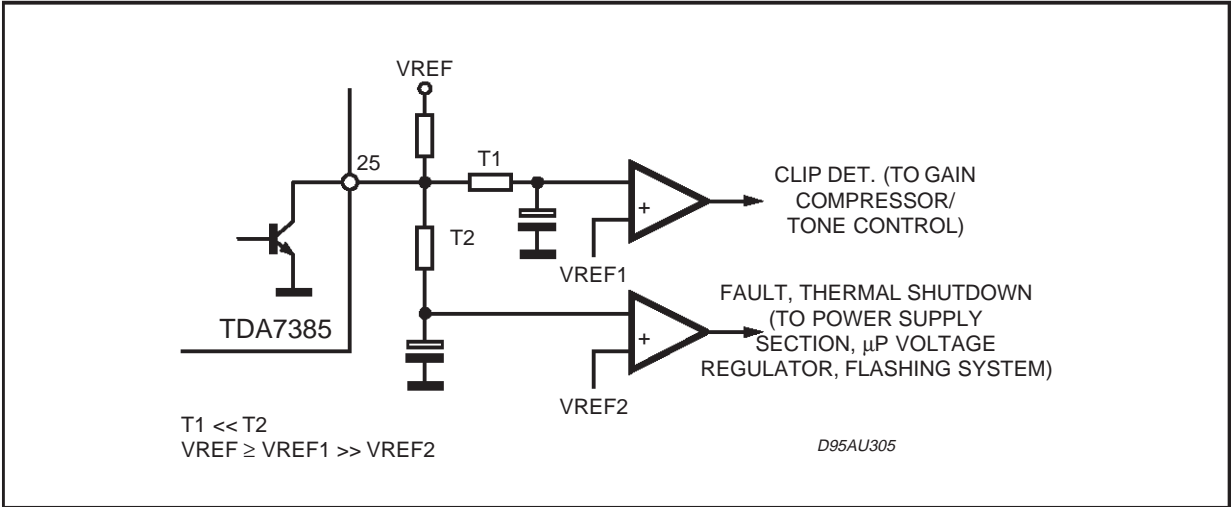 VREF
25
T1
+
CLIP DET. (TO GAIN
COMPRESSOR/
TONE CONTROL)
T2
VREF1
FAULT, THERMAL SHUTDOWN
(TO POWER SUPPLY
SECTION, µP VOLTAGE
REGULATOR, FLASHING SYSTEM)
+
TDA7385
VREF2
T1 << T2
VREF ≥ VREF1 >> VREF2
D95AU305